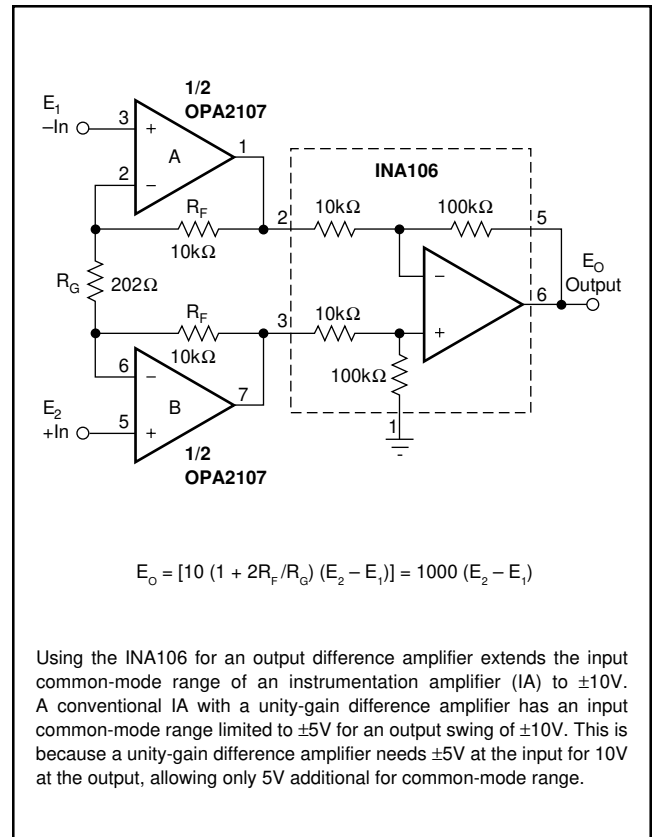 1/2
OPA2107
E1
–In
3
+
A
1
2
–
INA106
RF
10kΩ
2
10kΩ
100kΩ
5
RG
202Ω
–
+
6
EO
Output
RF
10kΩ
3
10kΩ
100kΩ
1
6
–
B
7
E2
+In
5
+
1/2
OPA2107
EO = [10 (1 + 2RF/RG) (E2 – E1)] = 1000 (E2 – E1)
Using the INA106 for an output difference amplifier extends the input
common-mode range of an instrumentation amplifier (IA) to ±10V.
A conventional IA with a unity-gain difference amplifier has an input
common-mode range limited to ±5V for an output swing of ±10V. This is
because a unity-gain difference amplifier needs ±5V at the input for 10V
at the output, allowing only 5V additional for common-mode range.